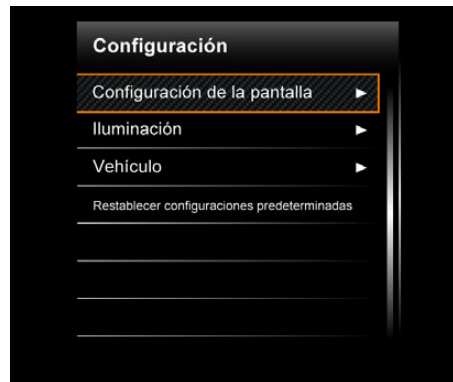 Configuración
Configuración de la pantalla
Iluminación
Vehículo
Restablecer configuraciones predeterminadas